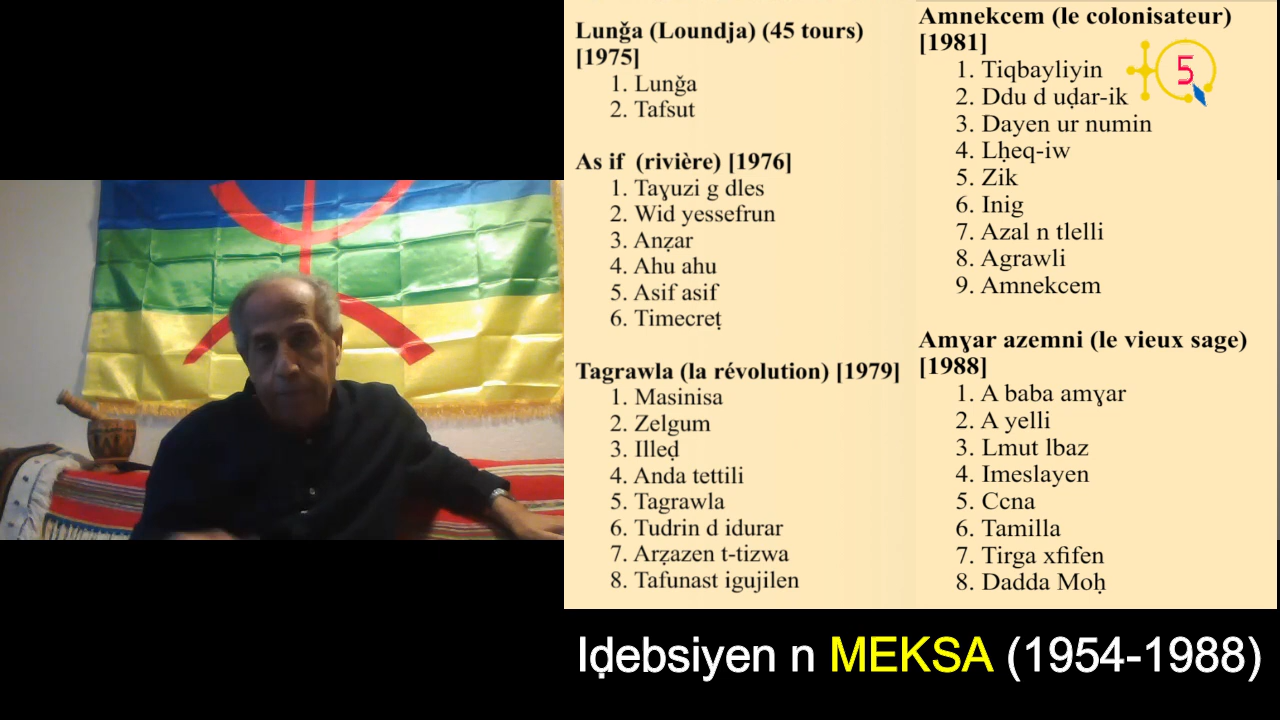 Lunǧa (Loundja) (45 tours)
[1975]
1. Lunǧa
2. Tafsut
As if (rivière) [1976]
1. Taɣuzi g dles
2. Wid yessefrun
3. Anẓar
4. Ahu ahu
5. Asif asif
6. Timecreṭ
Tagrawla (la révolution) [1979]
1. Masinisa
2. Zelgum
3. Illeḍ
4. Anda tettili
5. Tagrawla
6. Tudrin d idurar
7. Arẓazen t-tizwa
8. Tafunast igujilen
Amnekcem (le colonisateur)
[1981]
1. Tiqbayliyin
2. Ddu d uḍar-ik
3. Dayen ur numin
4. Lḥeq-iw
5. Zik
6. Inig
7. Azal n tlelli
8. Agrawli
9. Amnekcem
Amɣar azemni (le vieux sage)
[1988]
1. A baba amɣar
2. A yelli
3. Lmut lbaz
4. Imeslayen
5. Ccna
6. Tamilla
7. Tirga xfifen
8. Dadda Moḥ
5
Iḍebsiyen n MEKSA (1954-1988)